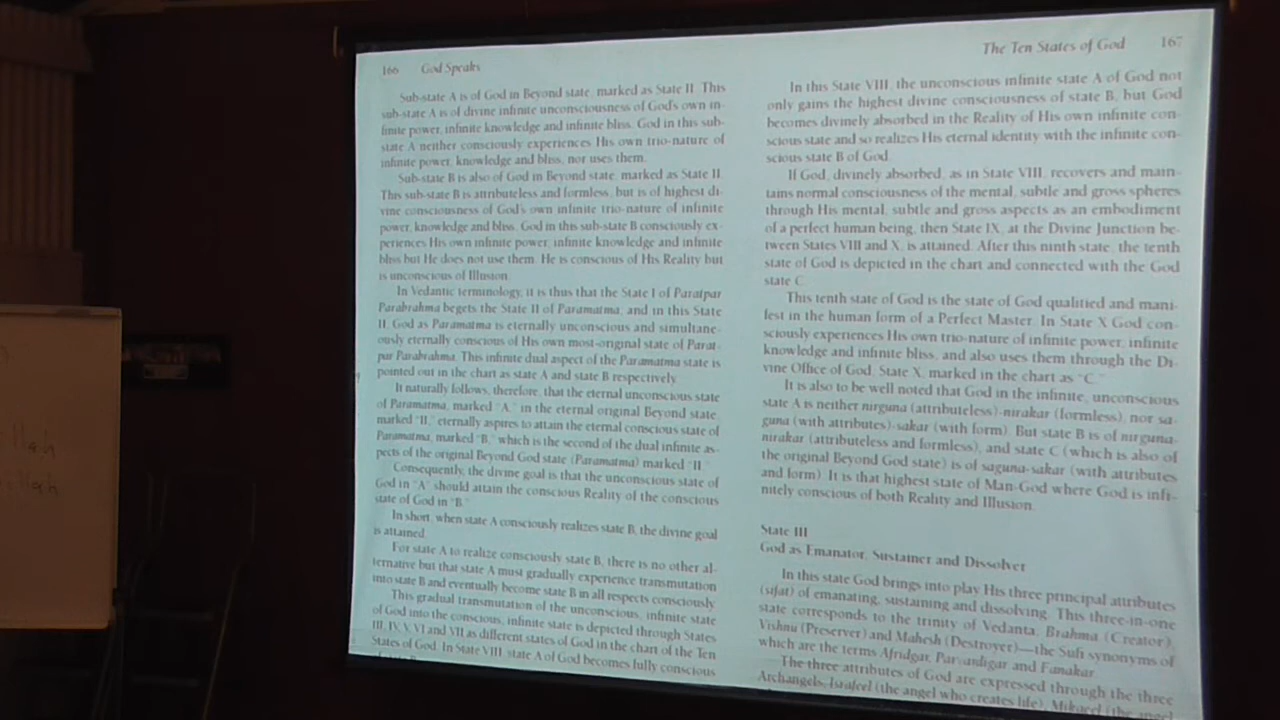 166 God Speaks
Sub-state A is of God in Beyond state, marked as State II. This
sub-state A is of divine infinite unconsciousness of God's own in-
finite power, infinite knowledge and infinite bliss. God in this sub-
state A neither consciously experiences His own trio-nature of
infinite power, knowledge and bliss, nor uses them.
Sub-state B is also of God in Beyond state, marked as State II.
This sub-state B is attributeless and formless, but is of highest di-
vine consciousness of God's own infinite trio-nature of infinite
power, knowledge and bliss. God in this sub-state B consciously ex-
periences His own infinite power, infinite knowledge and infinite
bliss but He does not use them. He is conscious of His Reality but
is unconscious of Illusion.
In Vedantic terminology, it is thus that the State I of Paratpar
Parabrahma begets the State II of Paramatma, and in this State
II, God as Paramatma is eternally unconscious and simultane-
ously eternally conscious of His own most-original state of Parat-
par Parabrahma. This infinite dual aspect of the Paramatma state is
pointed out in the chart as state A and state B respectively.
It naturally follows, therefore, that the eternal unconscious state
of Paramatma, marked "A," in the eternal original Beyond state,
marked "II," eternally aspires to attain the eternal conscious state of
Paramatma, marked "B," which is the second of the dual infinite as-
pects of the original Beyond God state (Paramatma) marked "II."
Consequently, the divine goal is that the unconscious state of
God in "A" should attain the conscious Reality of the conscious
state of God in "B."
In short, when state A consciously realizes state B, the divine goal
is attained.
For state A to realize consciously state B, there is no other al-
ternative but that state A must gradually experience transmutation
into state B and eventually become state B in all respects consciously.
This gradual transmutation of the unconscious, infinite state
of God into the conscious, infinite state is depicted through States
III, IV, V, VI and VII as different states of God in the chart of the Ten
States of God. In State VIII, state A of God becomes fully conscious
The Ten States of God 167
In this State VIII, the unconscious infinite state A of God not
only gains the highest divine consciousness of state B, but God
becomes divinely absorbed in the Reality of His own infinite con-
scious state and so realizes His eternal identity with the infinite con-
scious state B of God.
If God, divinely absorbed, as in State VIII, recovers and main-
tains normal consciousness of the mental, subtle and gross spheres
through His mental, subtle and gross aspects as an embodiment
of a perfect human being, then State IX, at the Divine Junction be-
tween States VIII and X, is attained. After this ninth state, the tenth
state of God is depicted in the chart and connected with the God
state C.
This tenth state of God is the state of God qualified and mani-
fest in the human form of a Perfect Master. In State X God con-
sciously experiences His own trio-nature of infinite power, infinite
knowledge and infinite bliss, and also uses them through the Di-
vine Office of God, State X, marked in the chart as "C."
It is also to be well noted that God in the infinite, unconscious
state A is neither nirguna (attributeless)-nirakar (formless), nor sa-
guna (with attributes)-sakar (with form). But state B is of nirguna-
nirakar (attributeless and formless), and state C (which is also of
the original Beyond God state) is of saguna-sakar (with attributes
and form). It is that highest state of Man-God where God is infi-
nitely conscious of both Reality and Illusion.
State III
God as Emanator, Sustainer and Dissolver
In this state God brings into play His three principal attributes
(sifat) of emanating, sustaining and dissolving. This three-in-one
state corresponds to the trinity of Vedanta, Brahma (Creator),
Vishnu (Preserver) and Mahesh (Destroyer)—the Sufi synonyms of
which are the terms Afridgar, Parvardigar and Fanakar.
The three attributes of God are expressed through the three
Archangels, Israfeel (the angel who creates life), Mikaeel (the angel